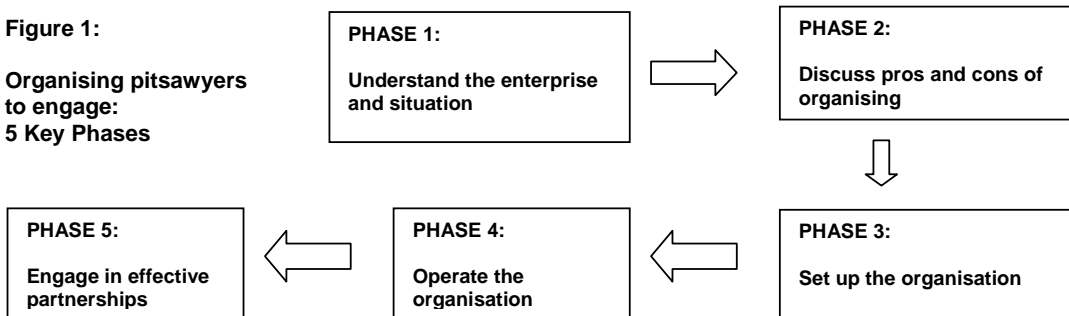 Figure 1:
Organising pitsawyers
to engage:
5 Key Phases
PHASE 1:
Understand the enterprise
and situation
PHASE 2:
Discuss pros and cons of
organising
PHASE 3:
Set up the organisation
PHASE 4:
Operate the
organisation
PHASE 5:
Engage in effective
partnerships